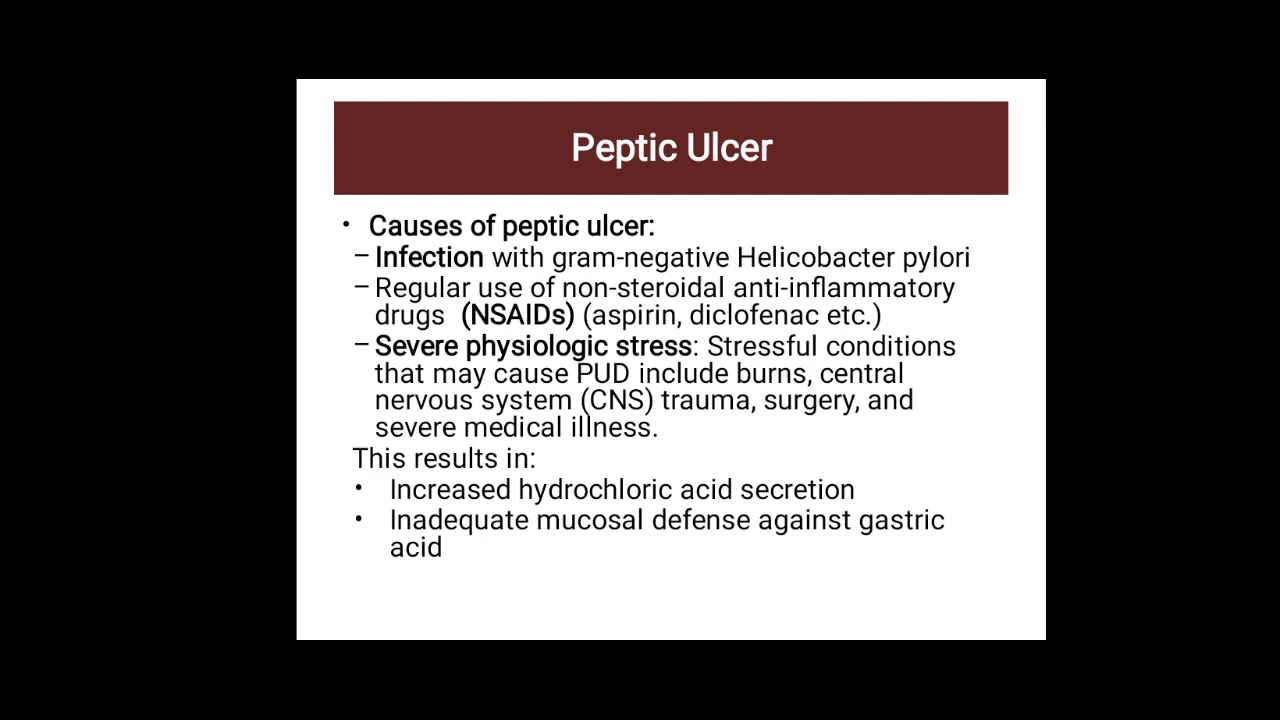 Peptic Ulcer
• Causes of peptic ulcer:
– Infection with gram-negative Helicobacter pylori
– Regular use of non-steroidal anti-inflammatory
drugs (NSAIDs) (aspirin, diclofenac etc.)
– Severe physiologic stress: Stressful conditions
that may cause PUD include burns, central
nervous system (CNS) trauma, surgery, and
severe medical illness.
This results in:
• Increased hydrochloric acid secretion
• Inadequate mucosal defense against gastric
acid